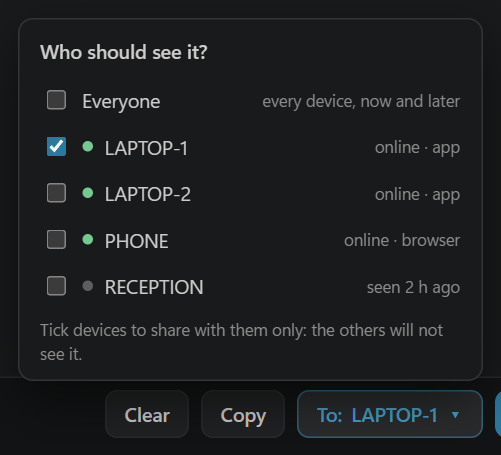 Who should see it?
Everyone every device, now and later
LAPTOP-1 online · app
LAPTOP-2 online · app
PHONE online · browser
RECEPTION seen 2 h ago
Tick devices to share with them only: the others will not
see it.
Clear Copy To: LAPTOP-1 ▾